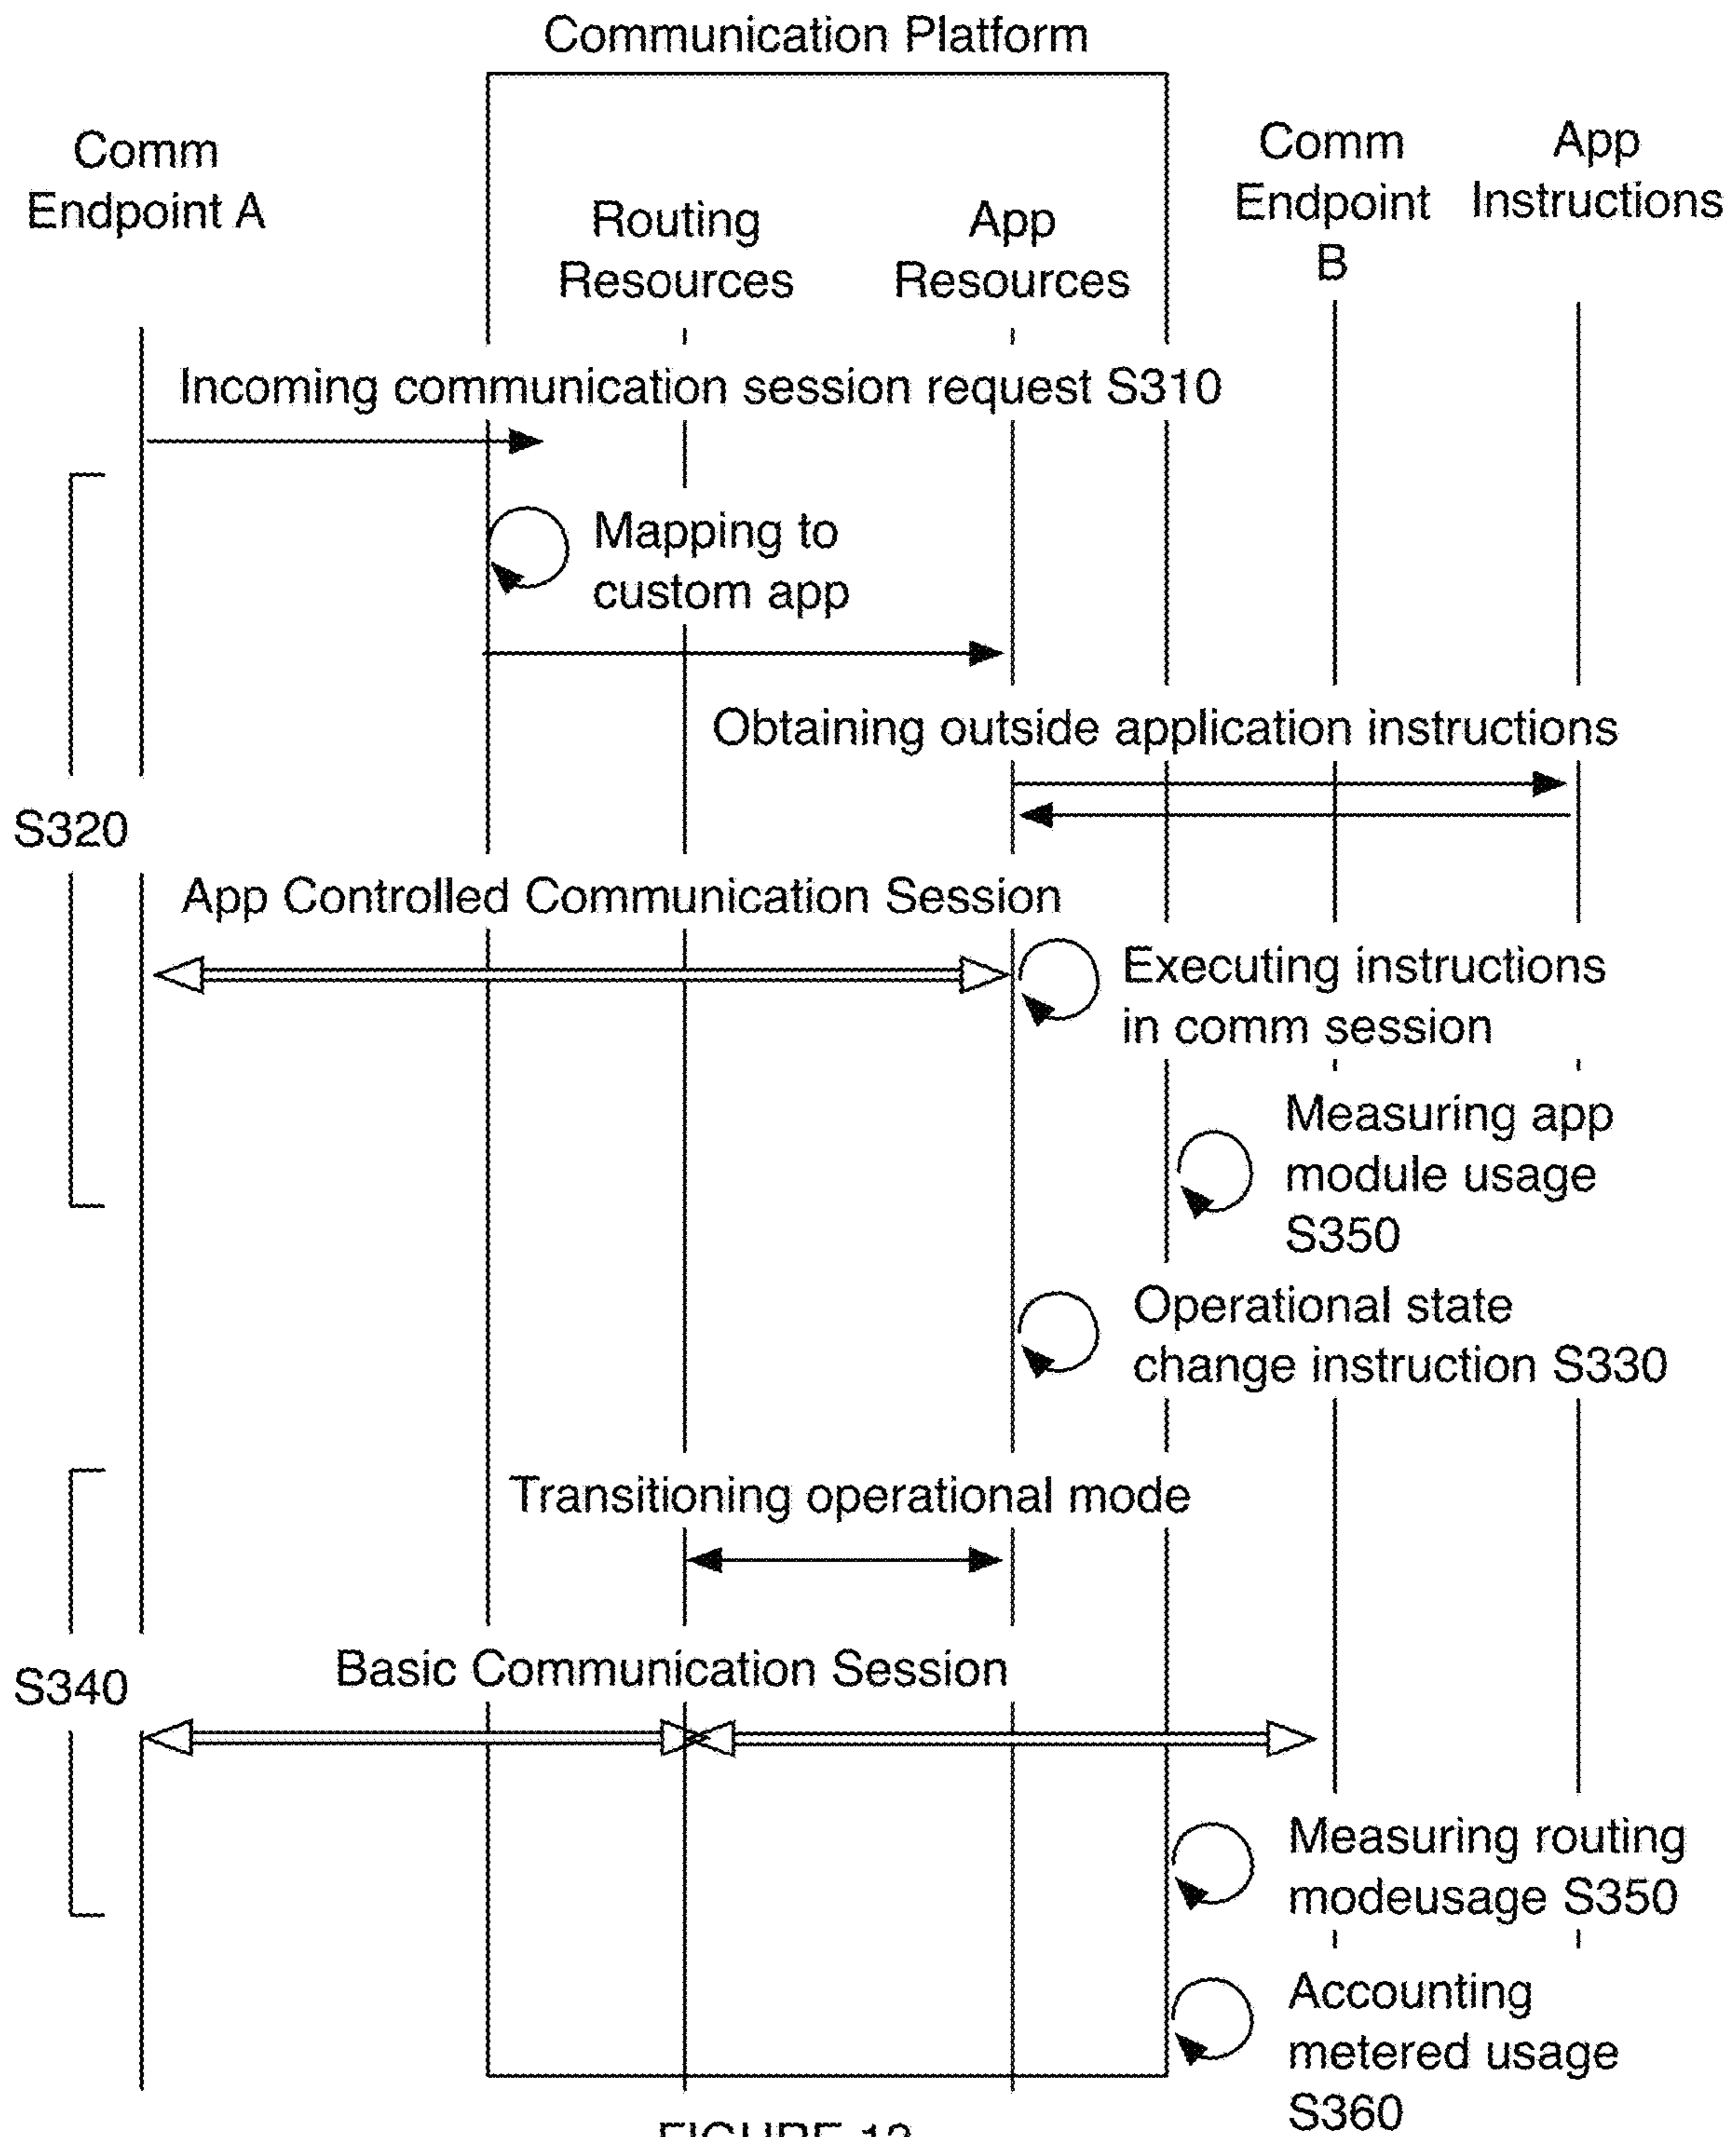 Communication Platform
Comm
Endpoint A
Routing
Resources
App
Resources
Comm
Endpoint
B
App
Instructions
Incoming communication session request S310
Mapping to
custom app
Obtaining outside application instructions
S320
App Controlled Communication Session
Executing instructions
in comm session
Measuring app
module usage
S350
Operational state
change instruction S330
Transitioning operational mode
S340
Basic Communication Session
Measuring routing
modeusage S350
Accounting
metered usage
S360